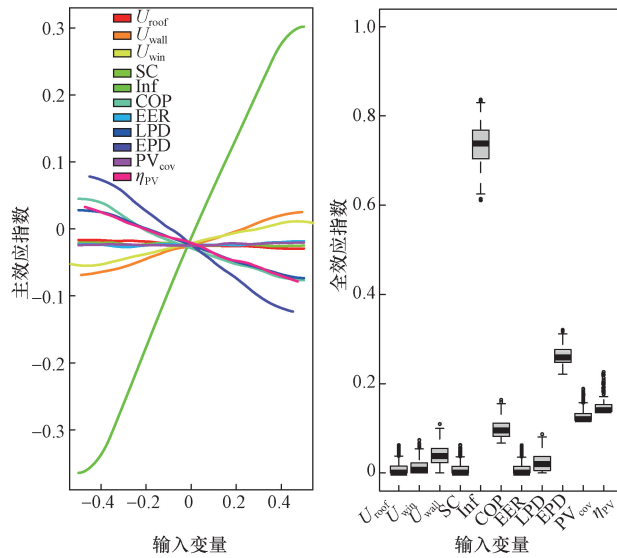 0.3
0.2
0.1
0
−0.1
−0.2
−0.3
主效应指数
U_roof
U_wall
U_win
SC
Inf
COP
EER
LPD
EPD
PV_cov
η_PV
−0.4 −0.2 0 0.2 0.4
输入变量
1.0
0.8
0.6
0.4
0.2
0
全效应指数
U_roof U_win U_wall SC Inf COP EER LPD EPD PV_cov η_PV
输入变量